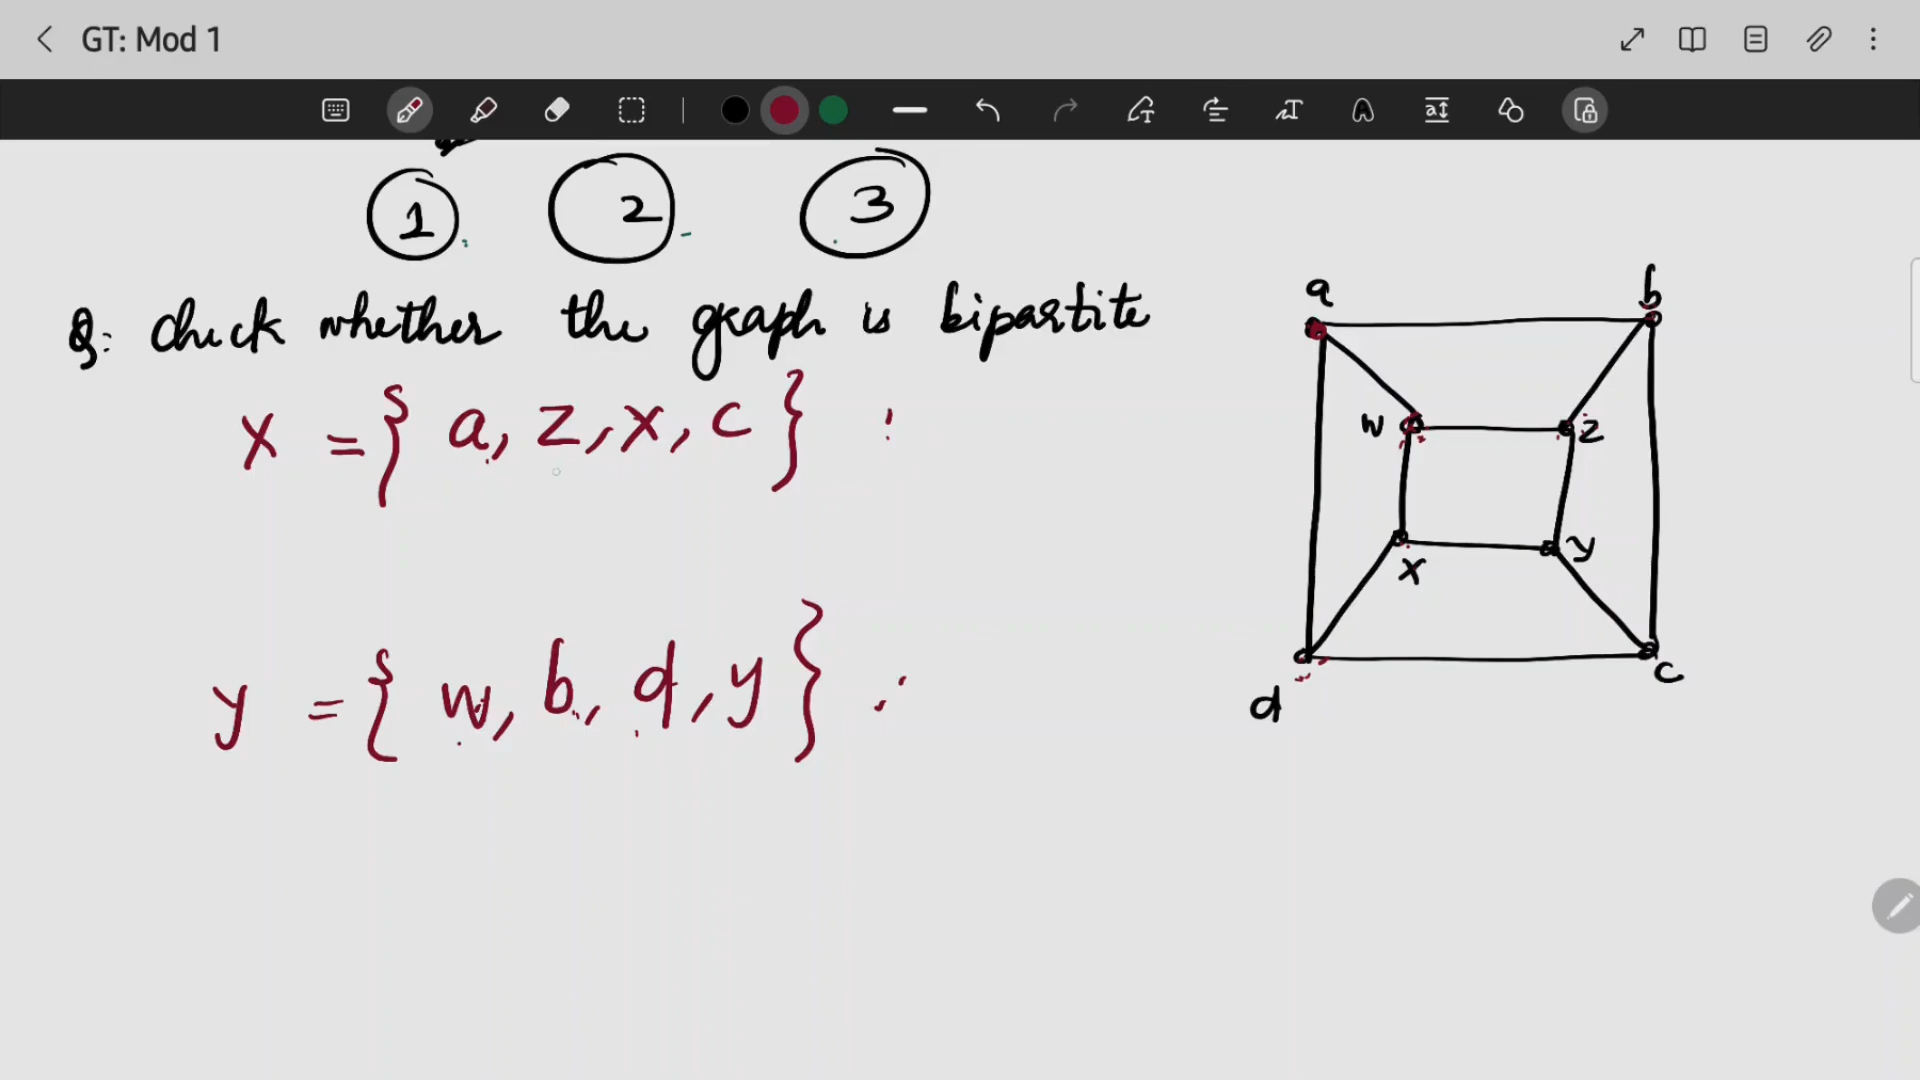 GT: Mod 1
1 2 3
Q: check whether the graph is bipartite
X = { a, z, x, c }
y = { w, b, d, y }
a b
w z
x y
d c